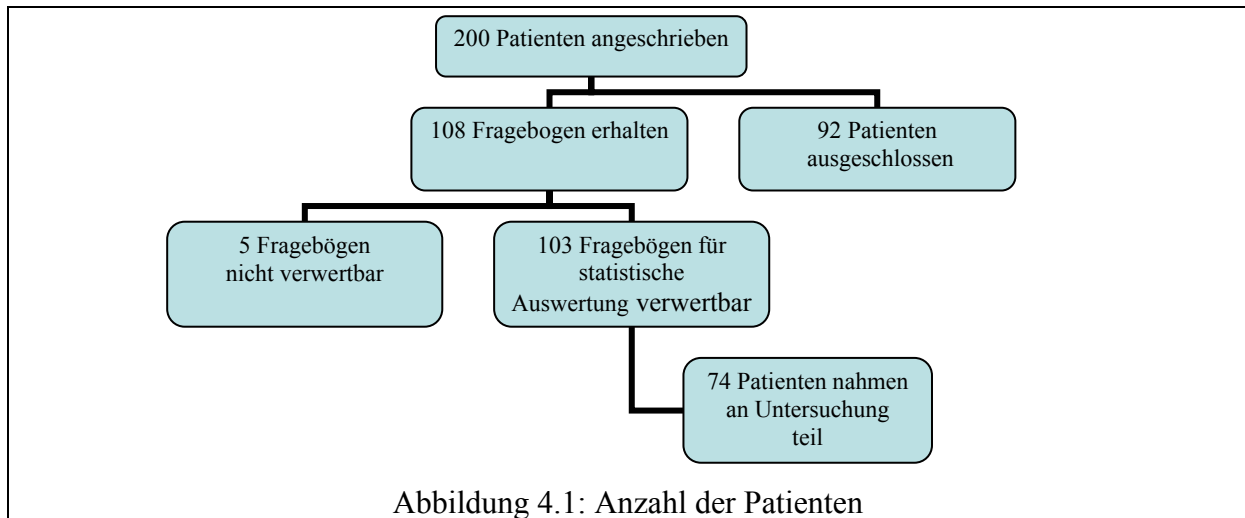 200 Patienten angeschrieben
108 Fragebogen erhalten
92 Patienten
ausgeschlossen
5 Fragebögen
nicht verwertbar
103 Fragebögen für
statistische
Auswertung verwertbar
74 Patienten nahmen
an Untersuchung
teil
Abbildung 4.1: Anzahl der Patienten